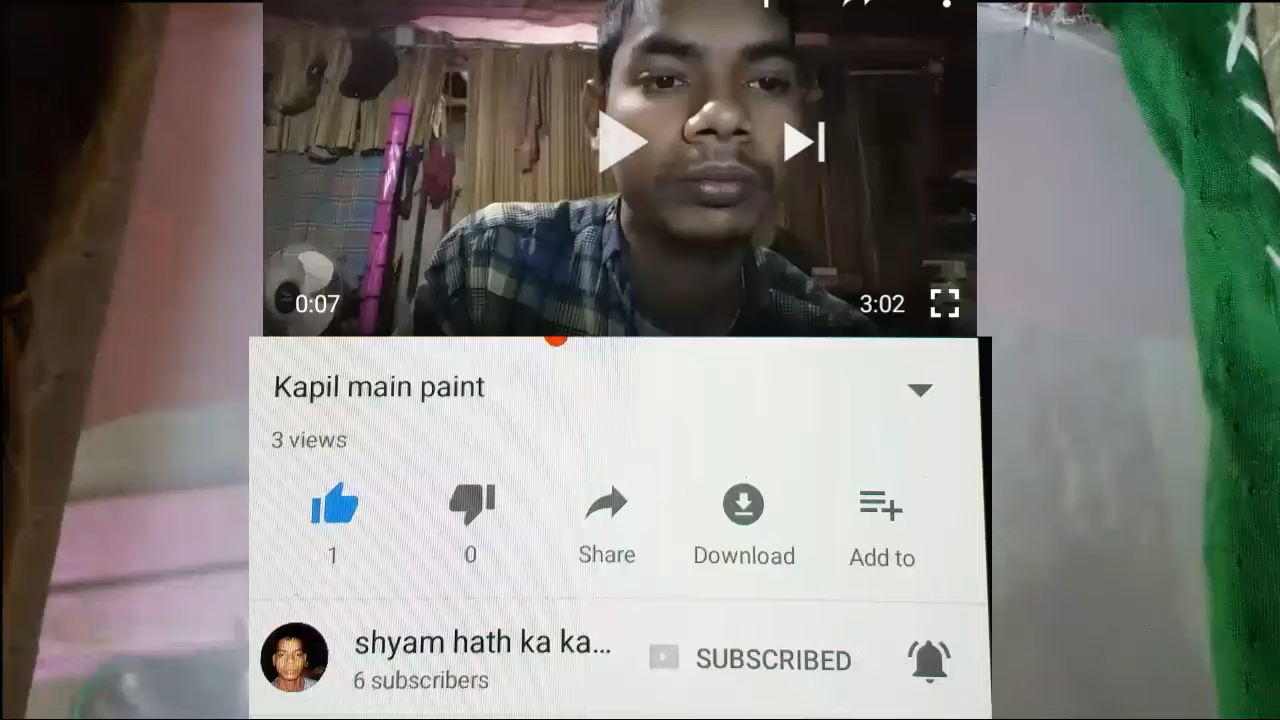 0:07 3:02
Kapil main paint
3 views
1 0 Share Download Add to
shyam hath ka ka...
6 subscribers
SUBSCRIBED